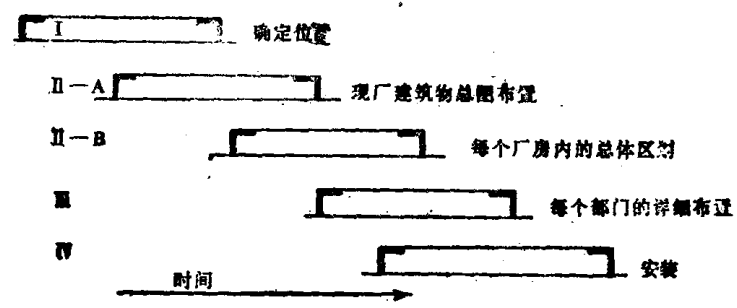 I 确定位置
II—A 现厂建筑物总图布置
II—B 每个厂房内的总体区划
III 每个部门的详细布置
IV 安装
时间